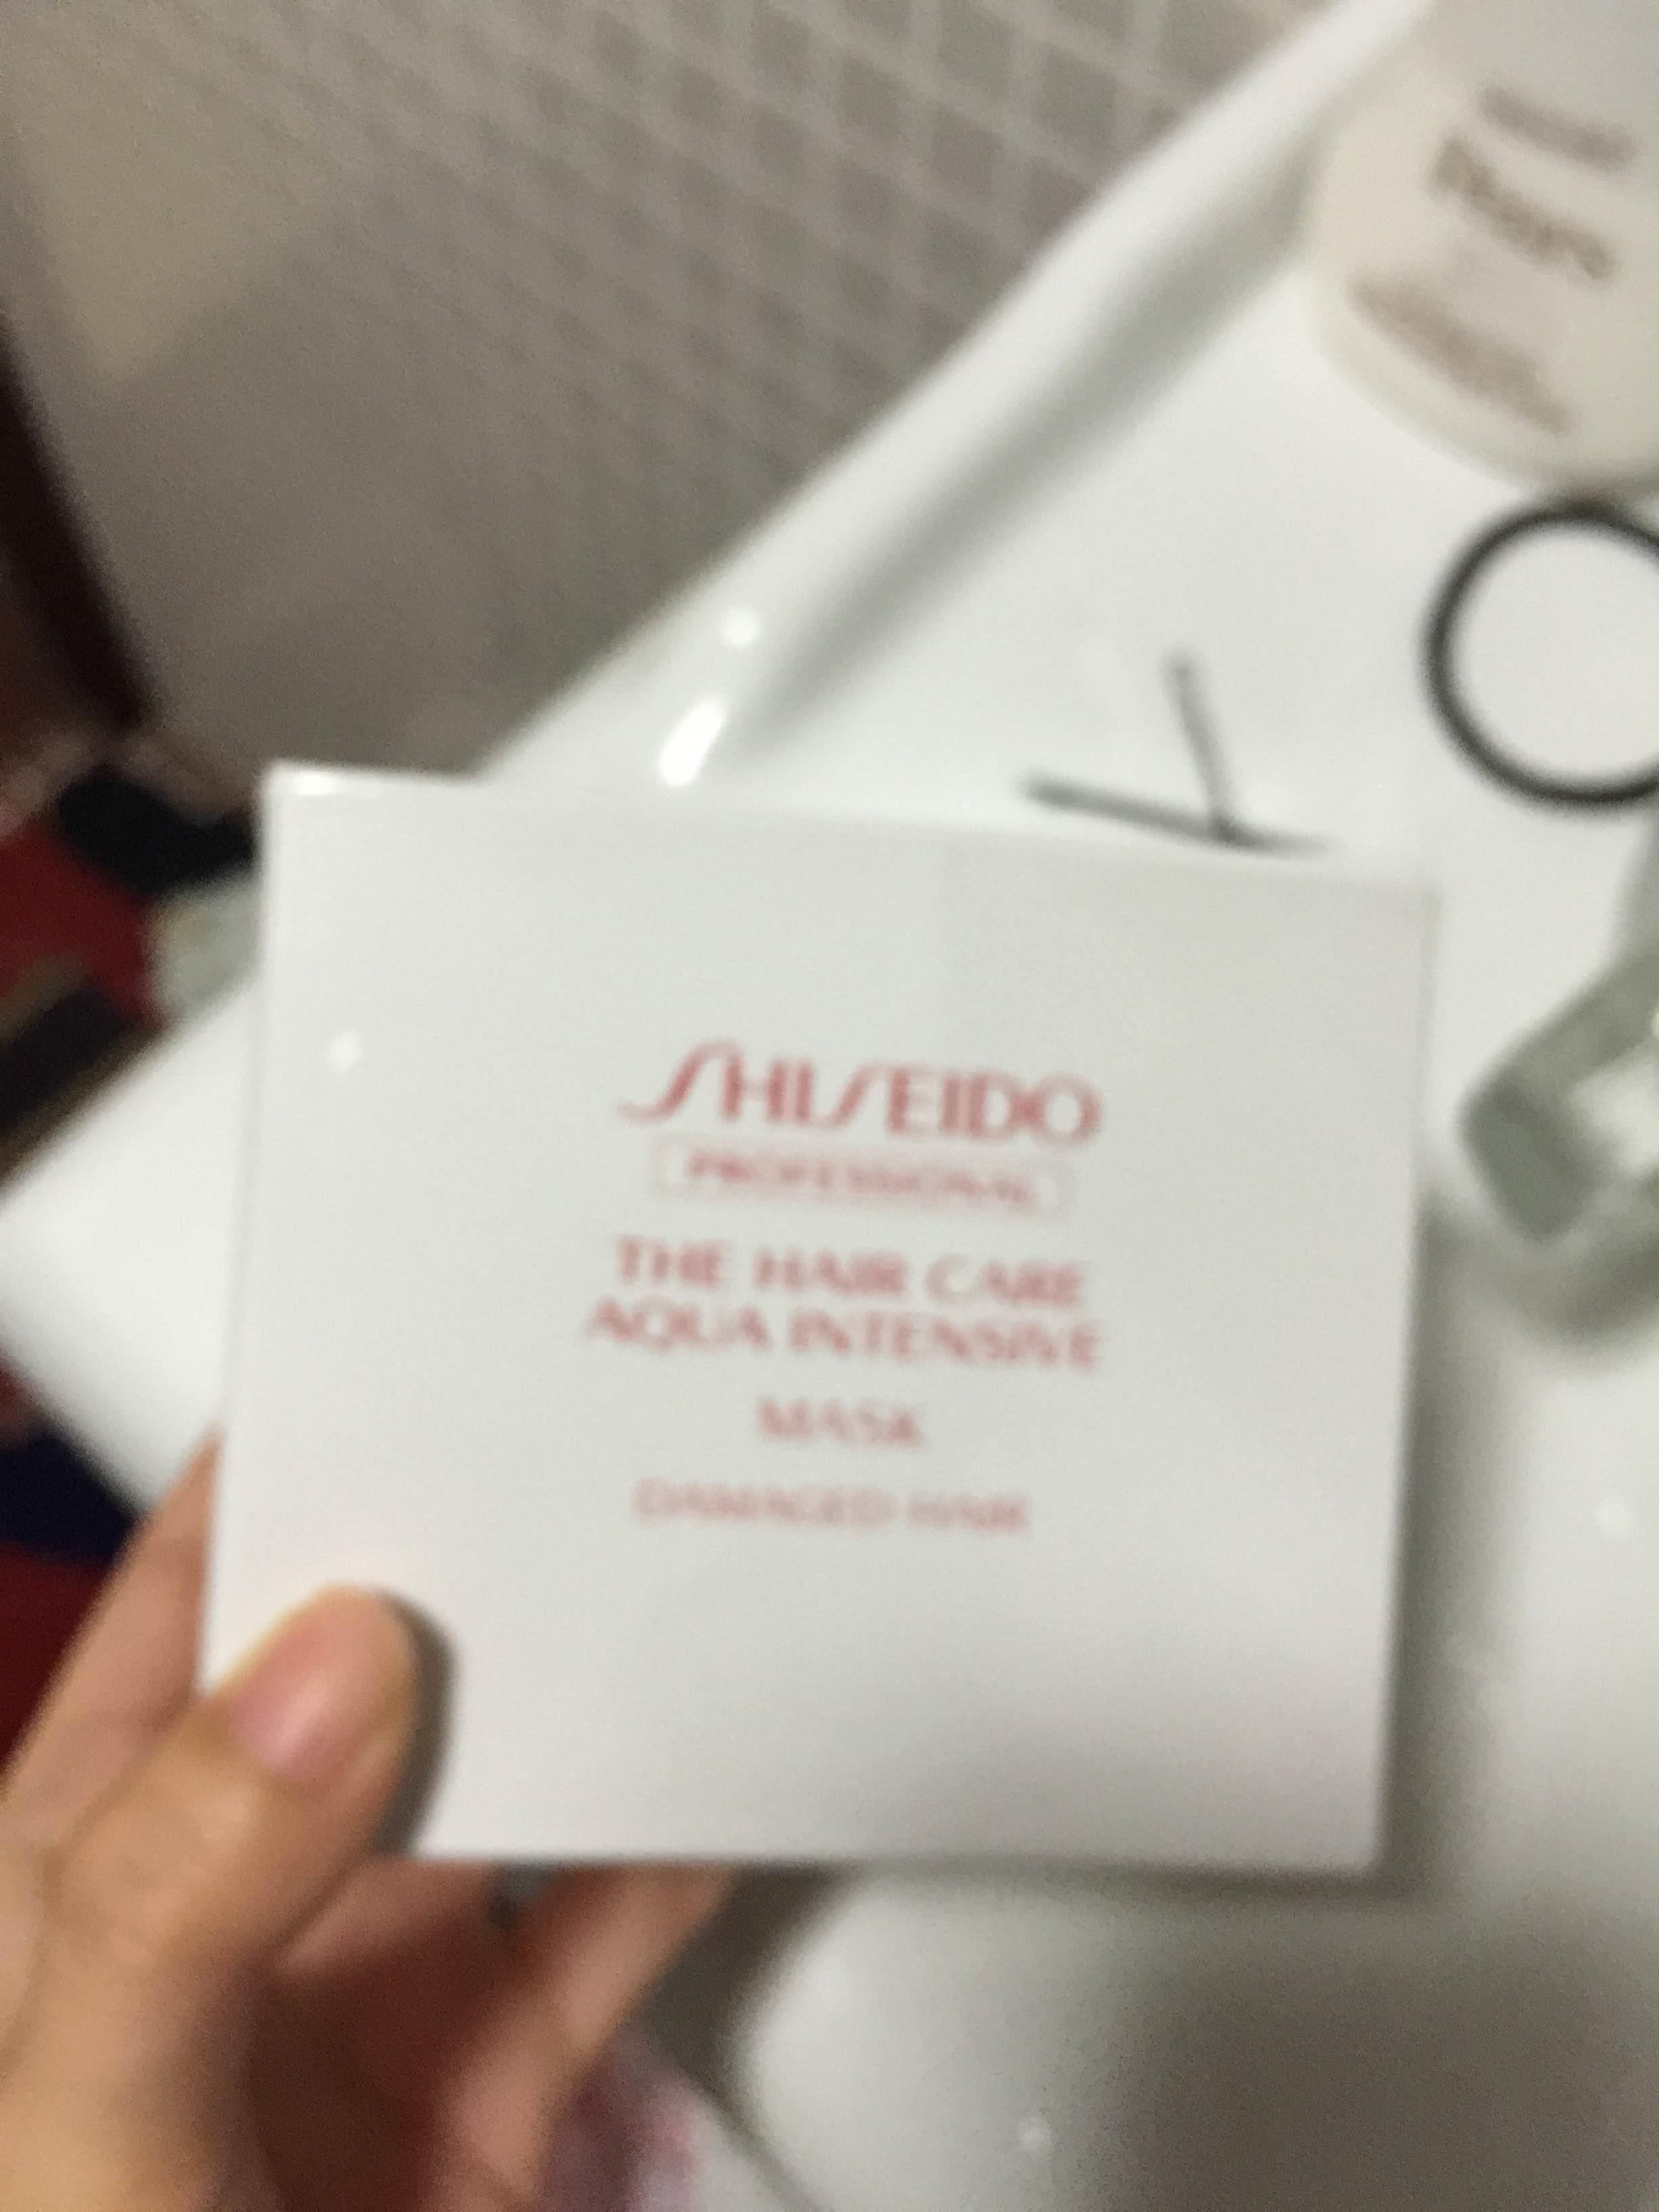 SHISEIDO
PROFESSIONAL
THE HAIR CARE
AQUA INTENSIVE
MASK
DAMAGED HAIR